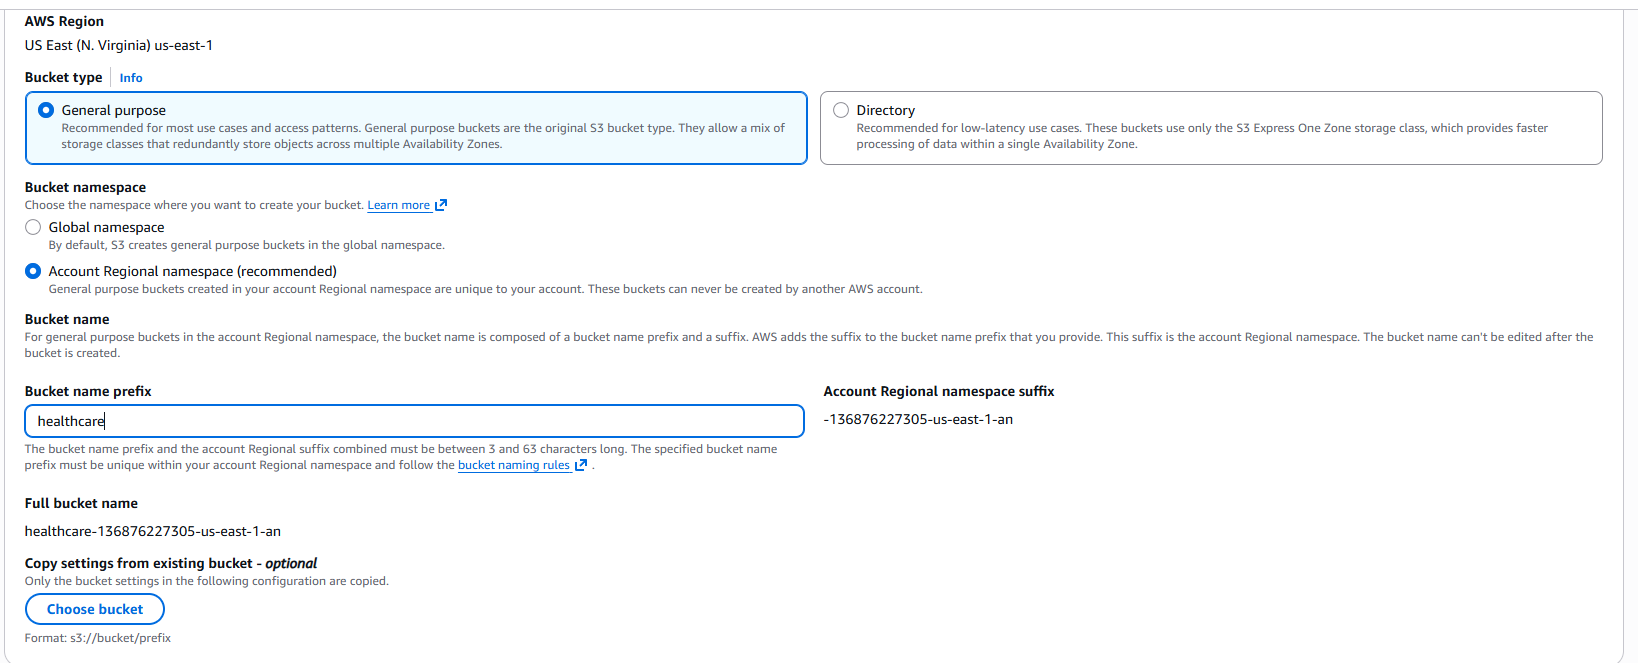 AWS Region
US East (N. Virginia) us-east-1
Bucket type Info
General purpose
Recommended for most use cases and access patterns. General purpose buckets are the original S3 bucket type. They allow a mix of
storage classes that redundantly store objects across multiple Availability Zones.
Directory
Recommended for low-latency use cases. These buckets use only the S3 Express One Zone storage class, which provides faster
processing of data within a single Availability Zone.
Bucket namespace
Choose the namespace where you want to create your bucket. Learn more
Global namespace
By default, S3 creates general purpose buckets in the global namespace.
Account Regional namespace (recommended)
General purpose buckets created in your account Regional namespace are unique to your account. These buckets can never be created by another AWS account.
Bucket name
For general purpose buckets in the account Regional namespace, the bucket name is composed of a bucket name prefix and a suffix. AWS adds the suffix to the bucket name prefix that you provide. This suffix is the account Regional namespace. The bucket name can't be edited after the
bucket is created.
Bucket name prefix
healthcare
The bucket name prefix and the account Regional suffix combined must be between 3 and 63 characters long. The specified bucket name
prefix must be unique within your account Regional namespace and follow the bucket naming rules .
Account Regional namespace suffix
-136876227305-us-east-1-an
Full bucket name
healthcare-136876227305-us-east-1-an
Copy settings from existing bucket - optional
Only the bucket settings in the following configuration are copied.
Choose bucket
Format: s3://bucket/prefix